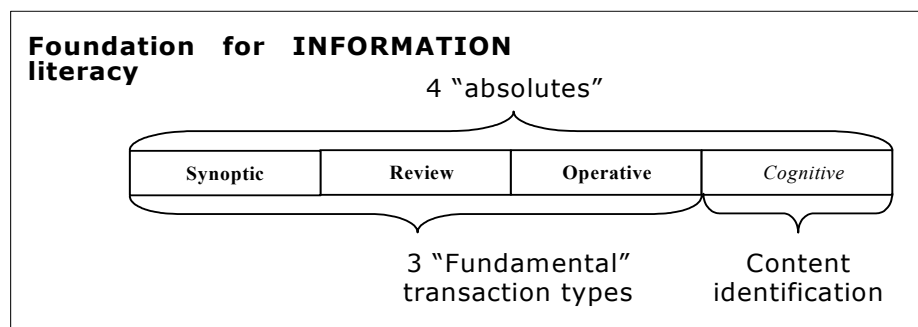 Foundation for INFORMATION
literacy
4 “absolutes”
Synoptic Review Operative Cognitive
3 “Fundamental”
transaction types
Content
identification